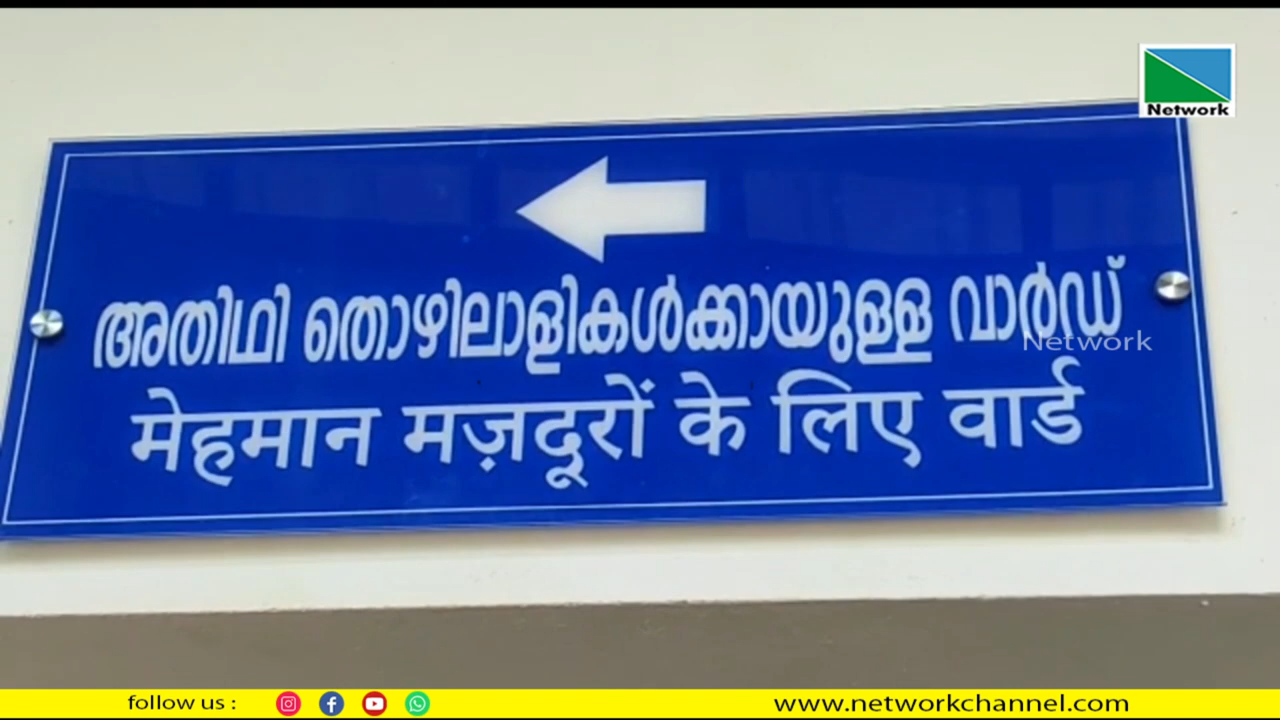 Network
അതിഥി തൊഴിലാളികൾക്കായുള്ള വാർഡ്
Network
मेहमान मज़दूरों के लिए वार्ड
follow us :
www.networkchannel.com